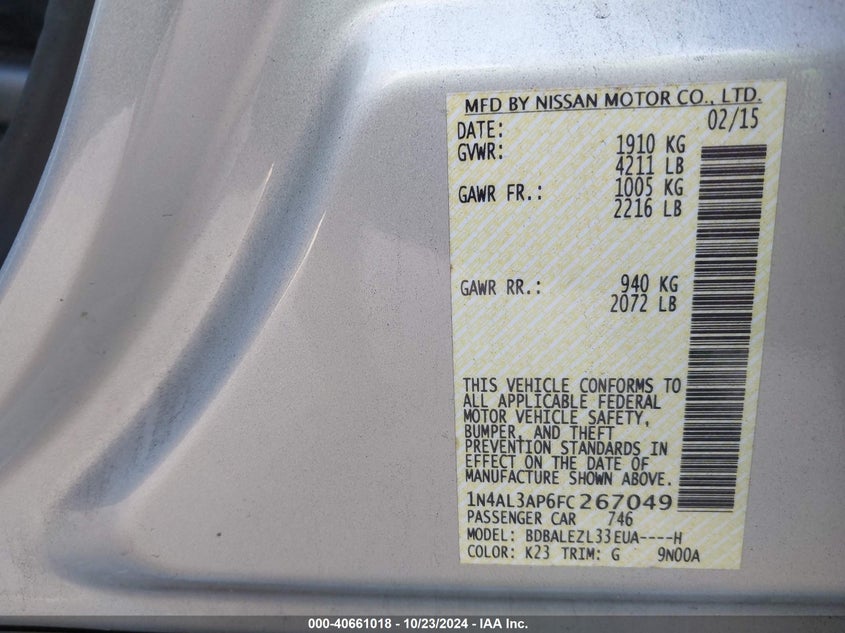 MFD BY NISSAN MOTOR CO., LTD.
DATE: 02/15
GVWR: 1910 KG
4211 LB
GAWR FR.: 1005 KG
2216 LB
GAWR RR.: 940 KG
2072 LB
THIS VEHICLE CONFORMS TO
ALL APPLICABLE FEDERAL
MOTOR VEHICLE SAFETY,
BUMPER, AND THEFT
PREVENTION STANDARDS IN
EFFECT ON THE DATE OF
MANUFACTURE SHOWN ABOVE.
1N4AL3AP6FC267049
PASSENGER CAR 746
MODEL: BDBALEZL33EUA----H
COLOR: K23 TRIM: G 9N00A
000-40661018 - 10/23/2024 - IAA Inc.